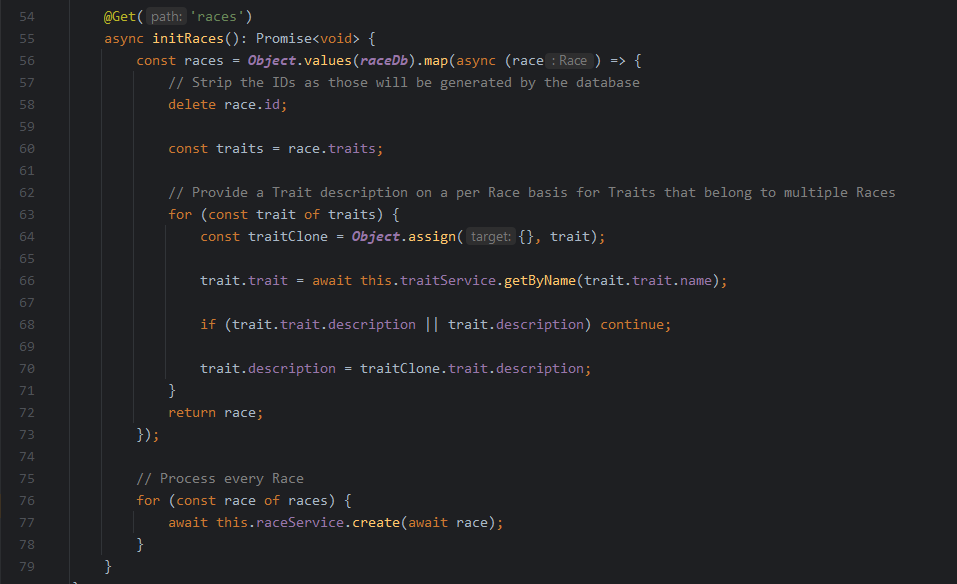 54 @Get( path: 'races')
55 async initRaces(): Promise<void> {
56 const races = Object.values(raceDb).map(async (race : Race ) => {
57 // Strip the IDs as those will be generated by the database
58 delete race.id;
59
60 const traits = race.traits;
61
62 // Provide a Trait description on a per Race basis for Traits that belong to multiple Races
63 for (const trait of traits) {
64 const traitClone = Object.assign( target: {}, trait);
65
66 trait.trait = await this.traitService.getByName(trait.trait.name);
67
68 if (trait.trait.description || trait.description) continue;
69
70 trait.description = traitClone.trait.description;
71 }
72 return race;
73 });
74
75 // Process every Race
76 for (const race of races) {
77 await this.raceService.create(await race);
78 }
79 }